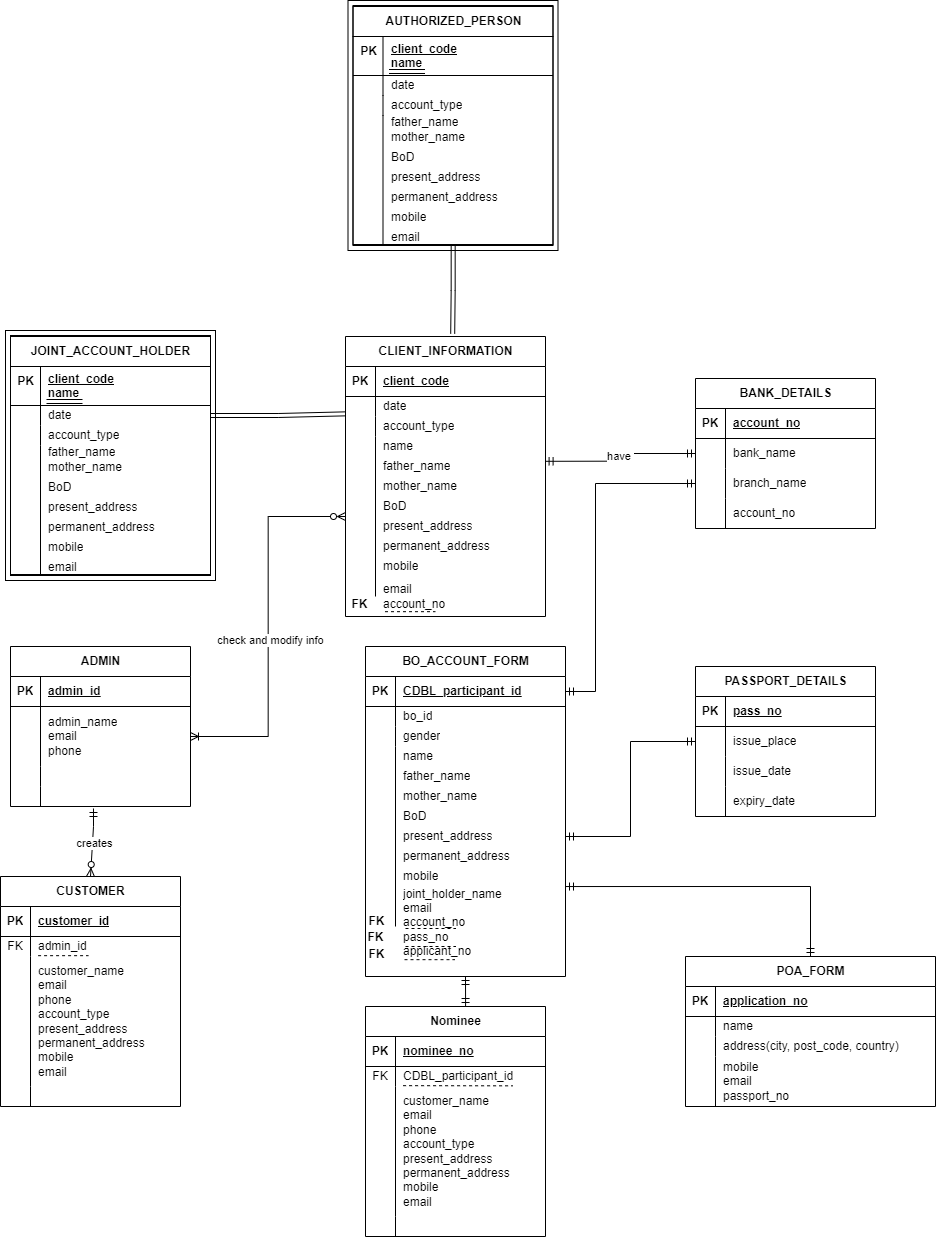 AUTHORIZED_PERSON
PK client_code
name
date
account_type
father_name
mother_name
BoD
present_address
permanent_address
mobile
email
JOINT_ACCOUNT_HOLDER
PK client_code
name
date
account_type
father_name
mother_name
BoD
present_address
permanent_address
mobile
email
CLIENT_INFORMATION
PK client_code
date
account_type
name
father_name
mother_name
BoD
present_address
permanent_address
mobile
email
FK account_no
have
BANK_DETAILS
PK account_no
bank_name
branch_name
account_no
check and modify info
ADMIN
PK admin_id
admin_name
email
phone
creates
BO_ACCOUNT_FORM
PK CDBL_participant_id
bo_id
gender
name
father_name
mother_name
BoD
present_address
permanent_address
mobile
joint_holder_name
email
FK account_no
FK pass_no
FK applicant_no
PASSPORT_DETAILS
PK pass_no
issue_place
issue_date
expiry_date
CUSTOMER
PK customer_id
FK admin_id
customer_name
email
phone
account_type
present_address
permanent_address
mobile
email
Nominee
PK nominee_no
FK CDBL_participant_id
customer_name
email
phone
account_type
present_address
permanent_address
mobile
email
POA_FORM
PK application_no
name
address(city, post_code, country)
mobile
email
passport_no